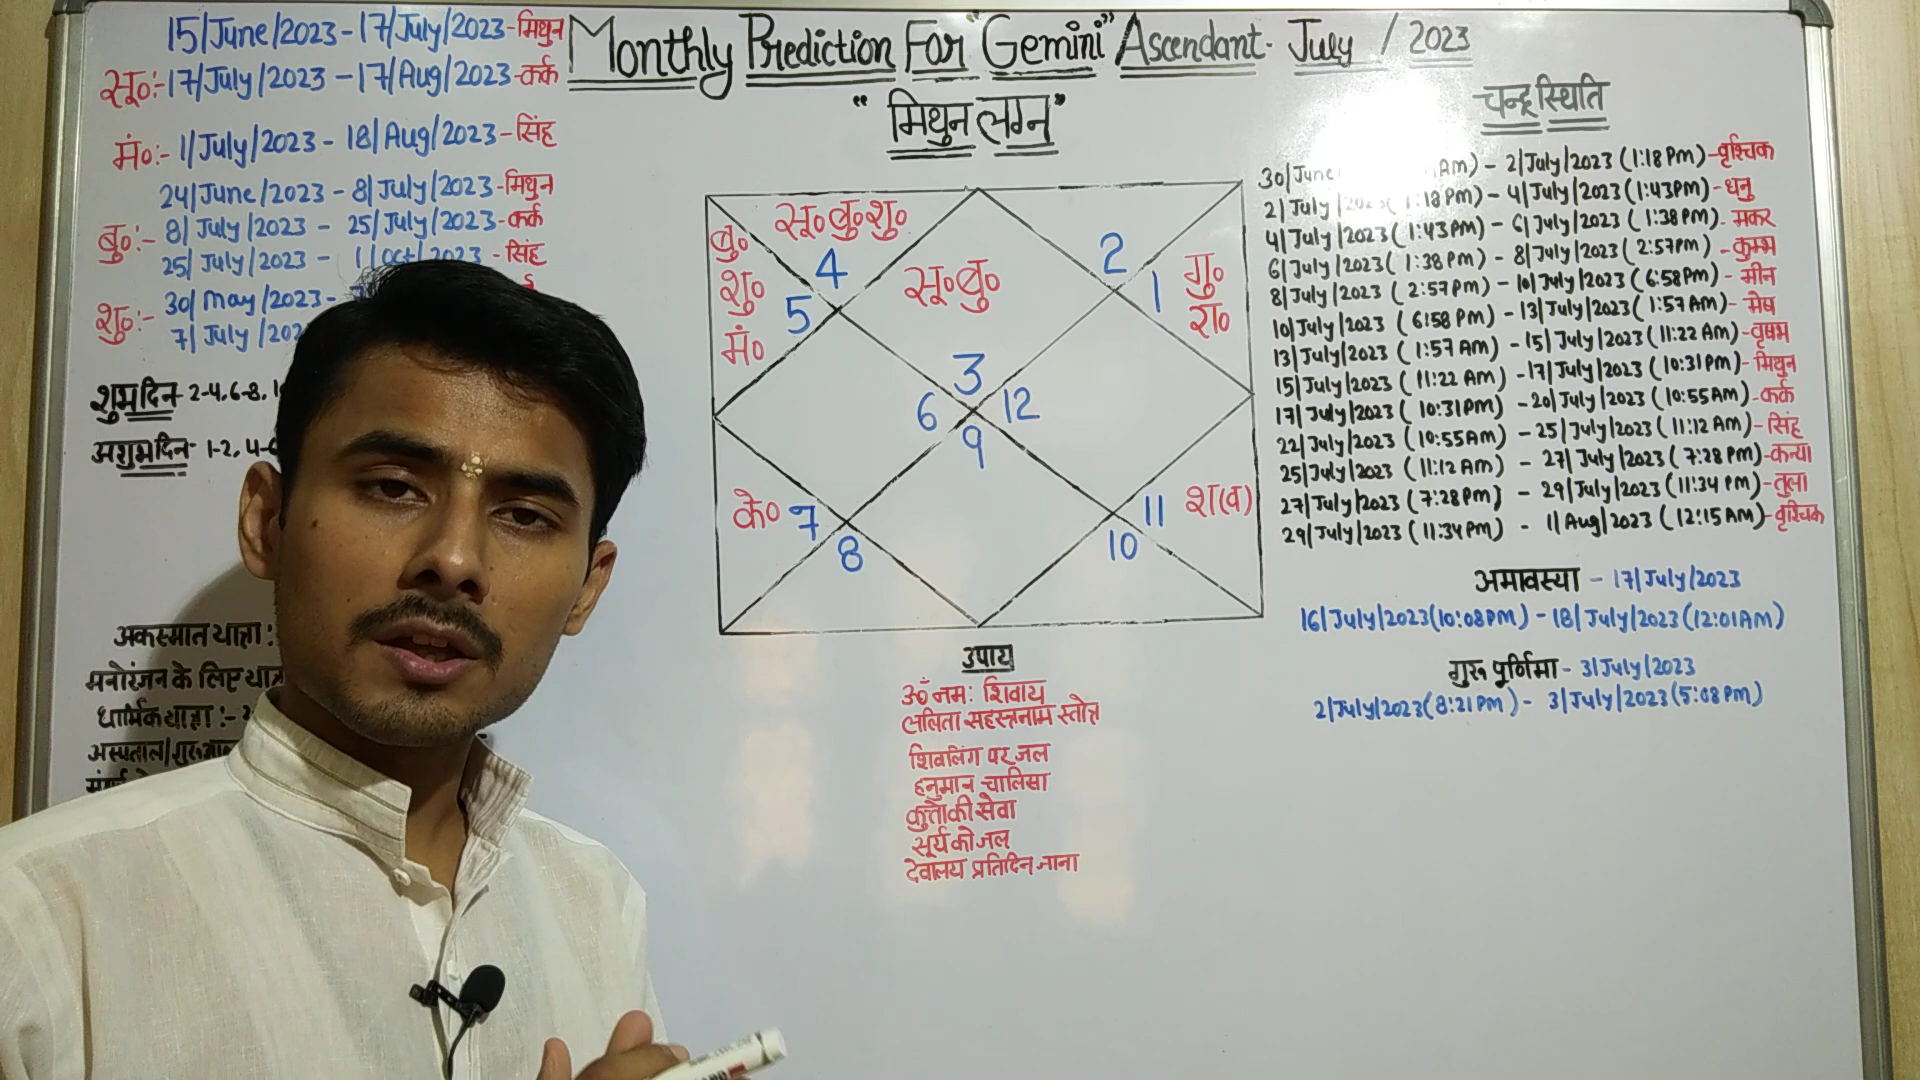 Monthly Prediction For "Gemini" Ascendant - July / 2023
"मिथुन लग्न"
15/June/2023 - 17/July/2023 - मिथुन
सू०:- 17/July/2023 - 17/Aug/2023 - कर्क
मं०:- 1/July/2023 - 18/Aug/2023 - सिंह
24/June/2023 - 8/July/2023 - मिथुन
बु०:- 8/July/2023 - 25/July/2023 - कर्क
25/July/2023 - 1/Oct/2023 - सिंह
शु०:- 30/May/2023 -
7/July/202
शुभ दिन - 2-4, 6-8,
अशुभ दिन - 1-2, 4-
अकस्मात यात्रा :
मनोरंजन के लिए
धार्मिक यात्रा :-
सू० बु० शु०
बु०
शु०
मं०
4
5
सू० बु०
2
1
गु०
रा०
3
6
12
9
के० 7
8
11 श(व)
10
उपाय
ॐ नमः शिवाय
ललिता सहस्त्रनाम स्तोत्र
शिवलिंग पर जल
हनुमान चालिसा
कुत्तो की सेवा
सूर्य को जल
देवालय प्रतिदिन जाना
चन्द्र स्थिति
30/June AM) - 2/July/2023 (1:18 Pm) - वृश्चिक
2/July/2023 (1:18 Pm) - 4/July/2023 (1:43 Pm) - धनु
4/July/2023 (1:43 Pm) - 6/July/2023 (1:38 Pm) - मकर
6/July/2023 (1:38 Pm) - 8/July/2023 (2:57 Pm) - कुम्भ
8/July/2023 (2:57 Pm) - 10/July/2023 (6:58 Pm) - मीन
10/July/2023 (6:58 Pm) - 13/July/2023 (1:57 Am) - मेष
13/July/2023 (1:57 AM) - 15/July/2023 (11:22 Am) - वृषभ
15/July/2023 (11:22 Am) - 17/July/2023 (10:31 Pm) - मिथुन
17/July/2023 (10:31 PM) - 20/July/2023 (10:55 Am) - कर्क
22/July/2023 (10:55 Am) - 25/July/2023 (11:12 Am) - सिंह
25/July/2023 (11:12 Am) - 27/July/2023 (7:28 Pm) - कन्या
27/July/2023 (7:28 Pm) - 29/July/2023 (11:34 Pm) - तुला
29/July/2023 (11:34 Pm) - 1/Aug/2023 (12:15 AM) - वृश्चिक
अमावस्या - 17/July/2023
16/July/2023 (10:08 PM) - 18/July/2023 (12:01 AM)
गुरु पूर्णिमा - 3/July/2023
2/July/2023 (8:21 Pm) - 3/July/2023 (5:08 Pm)